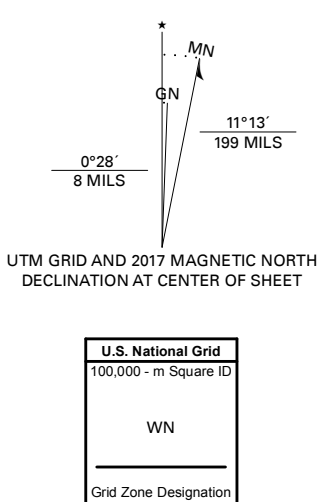 ★
MN
GN
11°13´
199 MILS
0°28´
8 MILS
UTM GRID AND 2017 MAGNETIC NORTH
DECLINATION AT CENTER OF SHEET
U.S. National Grid
100,000 - m Square ID
WN
Grid Zone Designation